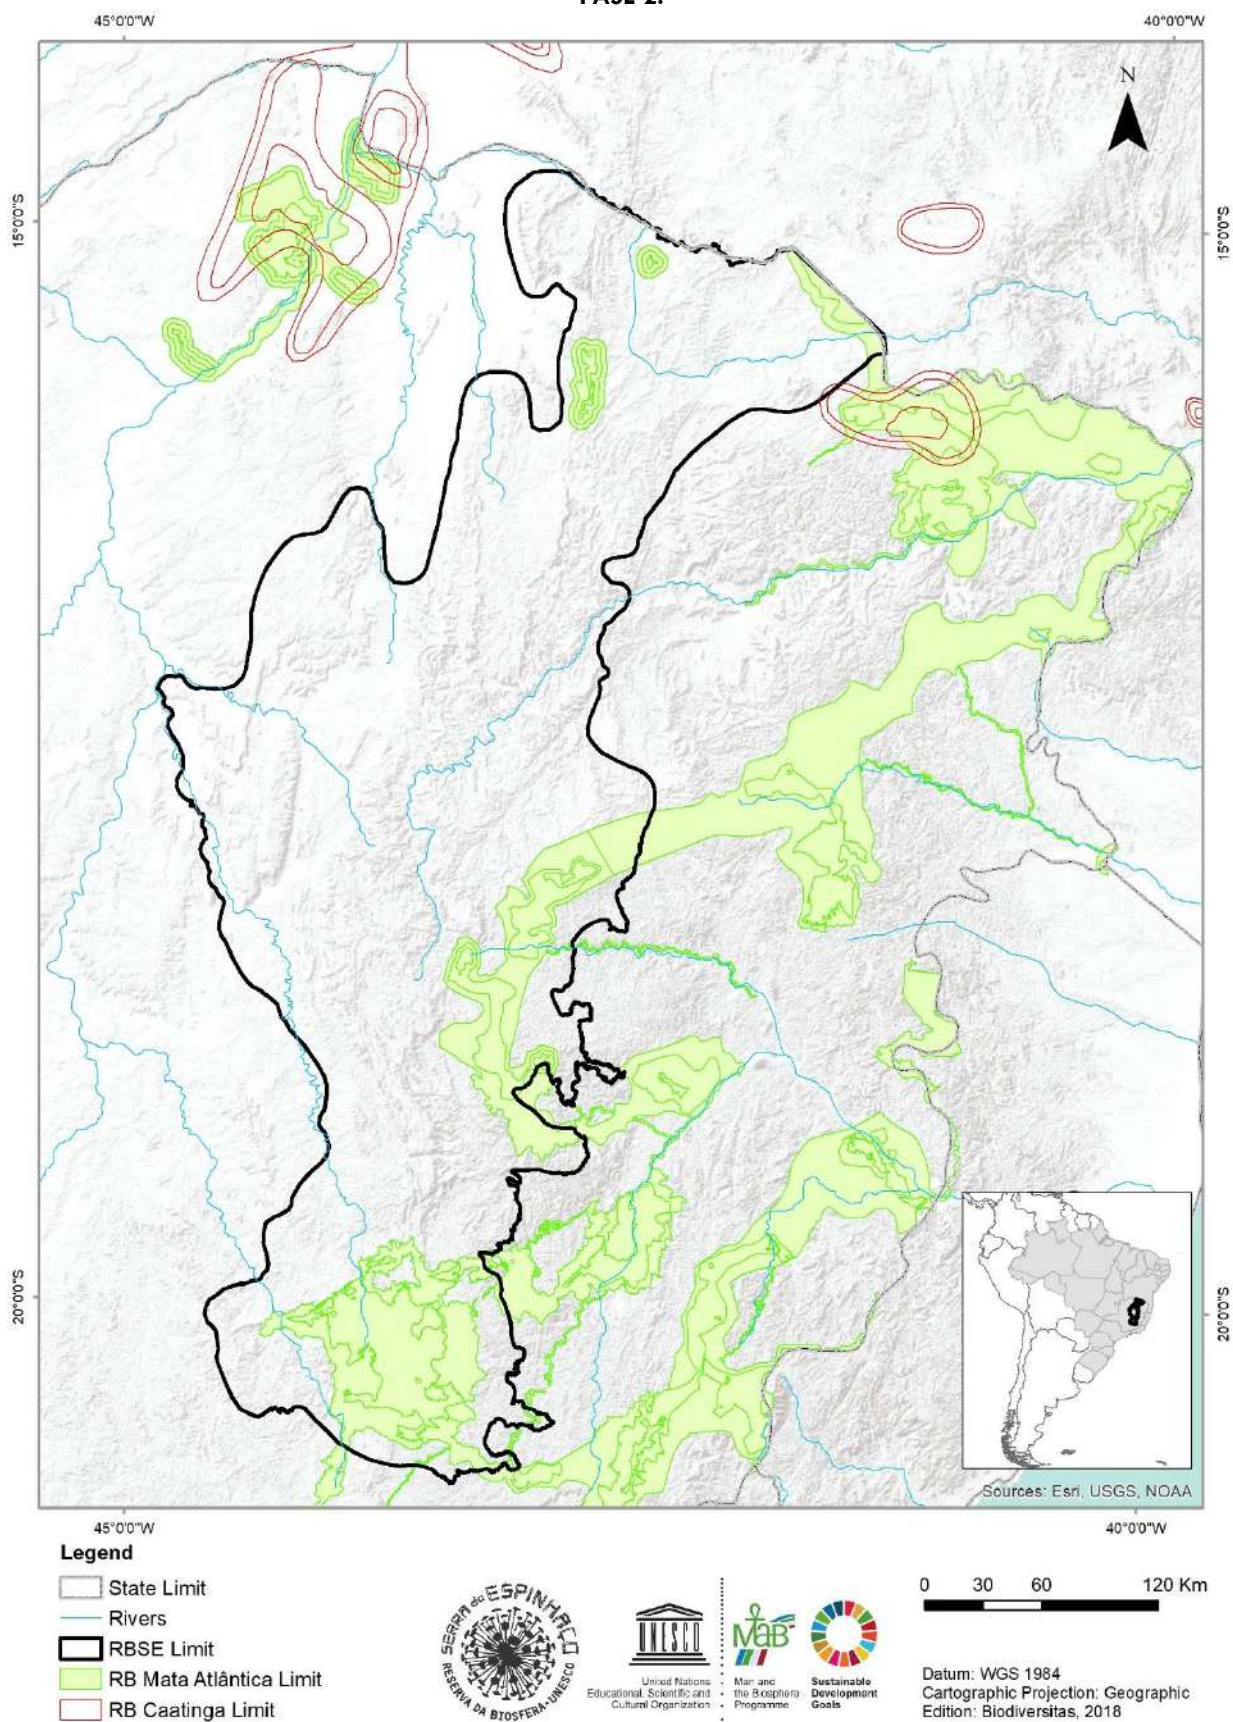 FASE 2.
45°0'0"W
40°0'0"W
N
15°0'0"S
15°0'0"S
20°0'0"S
20°0'0"S
Sources: Esri, USGS, NOAA
45°0'0"W
40°0'0"W
Legend
State Limit
Rivers
RBSE Limit
RB Mata Atlântica Limit
RB Caatinga Limit
SERRA do ESPINHAÇO
RESERVA DA BIOSFERA-UNESCO
UNESCO
United Nations
Educational, Scientific and
Cultural Organization
MaB
Man and
the Biosphere
Programme
Sustainable
Development
Goals
0 30 60 120 Km
Datum: WGS 1984
Cartographic Projection: Geographic
Edition: Biodiversitas, 2018